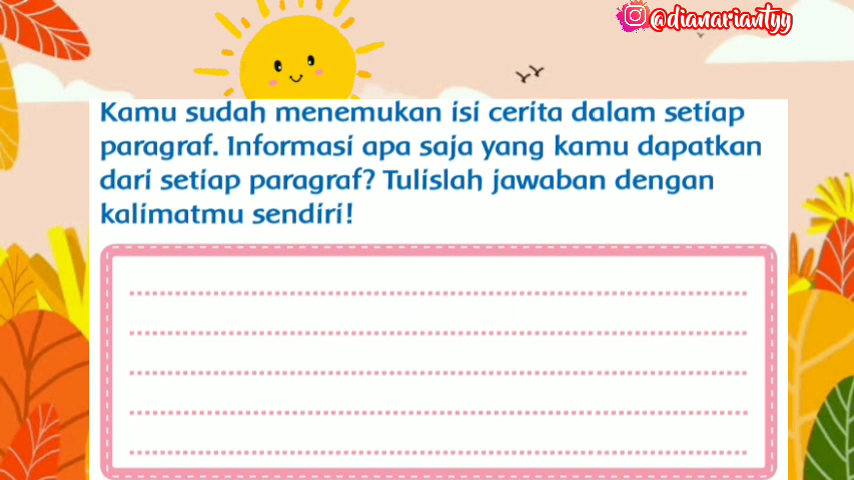 @dianariantyy
Kamu sudah menemukan isi cerita dalam setiap
paragraf. Informasi apa saja yang kamu dapatkan
dari setiap paragraf? Tulislah jawaban dengan
kalimatmu sendiri!